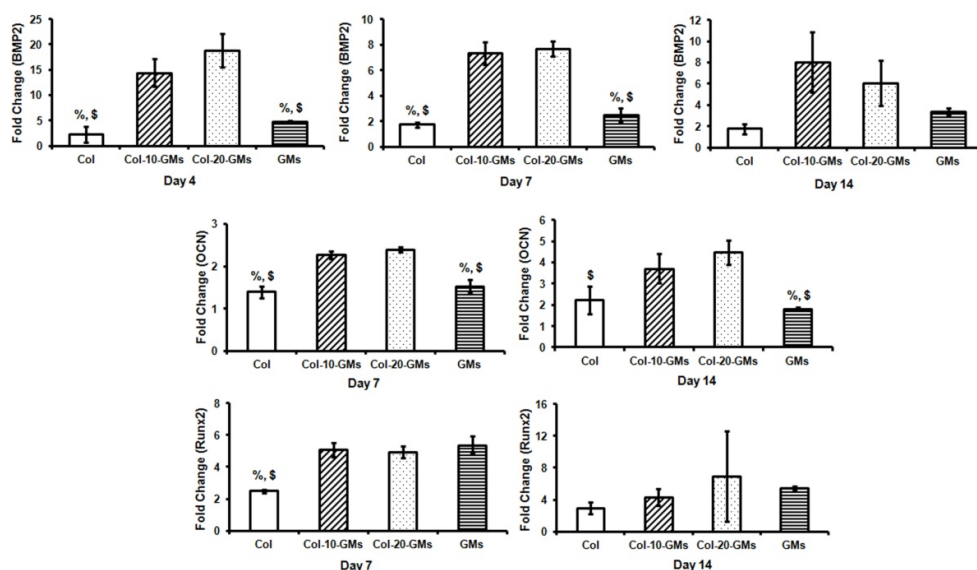 Fold Change (BMP2)
25
20
15
10
5
0
%, $
%, $
Col Col-10-GMs Col-20-GMs GMs
Day 4
Fold Change (BMP2)
10
8
6
4
2
0
%, $
%, $
Col Col-10-GMs Col-20-GMs GMs
Day 7
Fold Change (BMP2)
12
10
8
6
4
2
0
Col Col-10-GMs Col-20-GMs GMs
Day 14
Fold Change (OCN)
3
2
1
0
%, $
%, $
Col Col-10-GMs Col-20-GMs GMs
Day 7
Fold Change (OCN)
6
5
4
3
2
1
0
$
%, $
Col Col-10-GMs Col-20-GMs GMs
Day 14
Fold Change (Runx2)
8
6
4
2
0
%, $
Col Col-10-GMs Col-20-GMs GMs
Day 7
Fold Change (Runx2)
16
12
8
4
0
Col Col-10-GMs Col-20-GMs GMs
Day 14